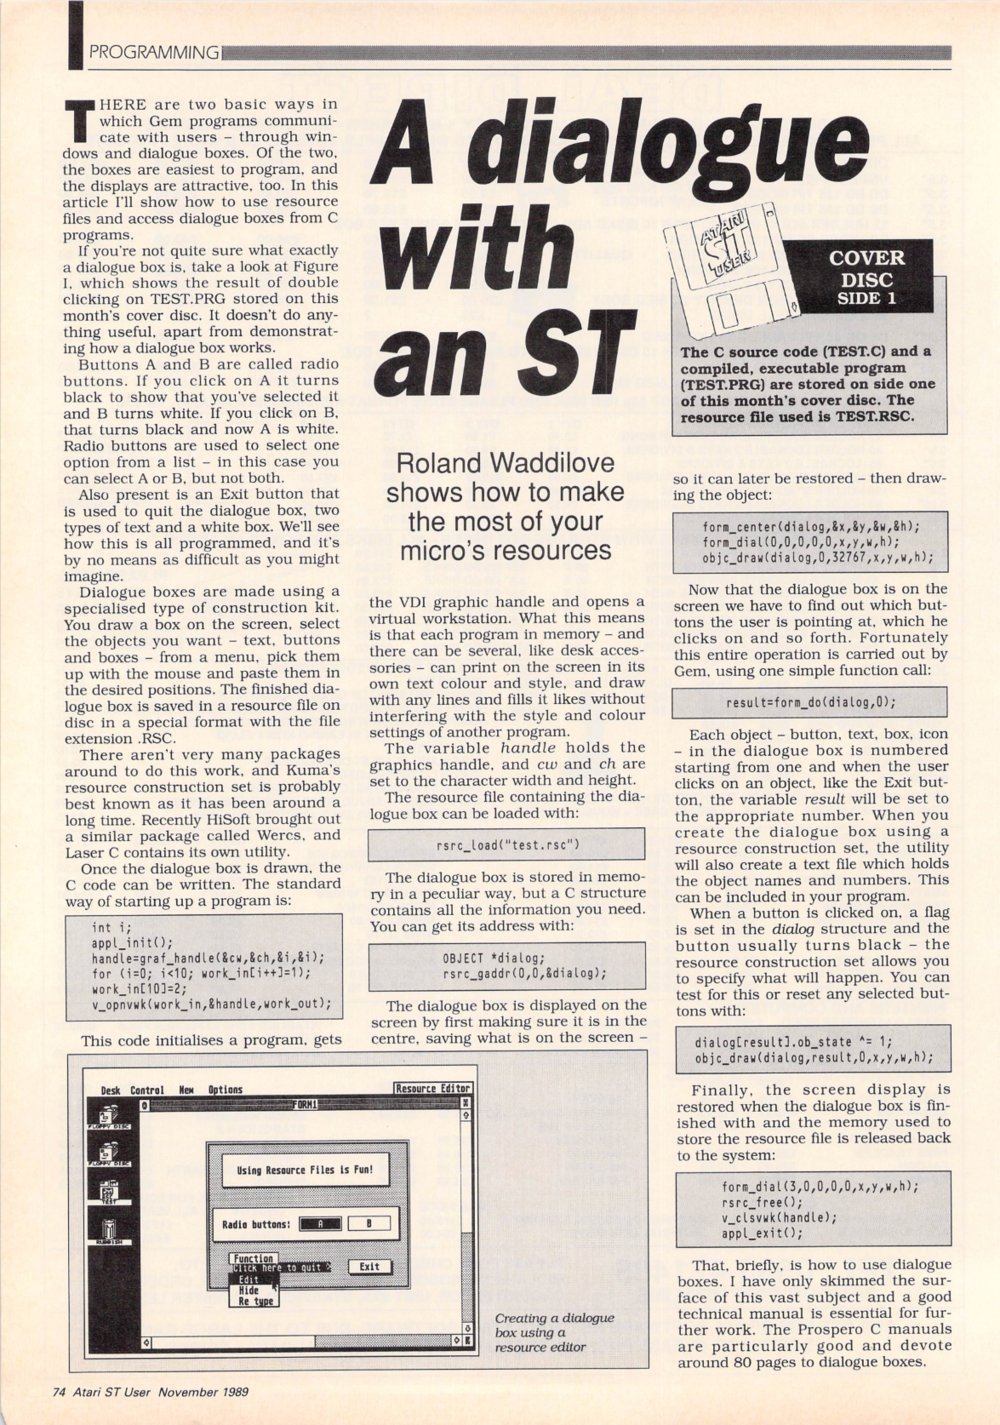 PROGRAMMING
A dialogue
with
an ST
Roland Waddilove
shows how to make
the most of your
micro's resources
THERE are two basic ways in
which Gem programs communi-
cate with users – through win-
dows and dialogue boxes. Of the two,
the boxes are easiest to program, and
the displays are attractive, too. In this
article I'll show how to use resource
files and access dialogue boxes from C
programs.
If you're not quite sure what exactly
a dialogue box is, take a look at Figure
I, which shows the result of double
clicking on TEST.PRG stored on this
month's cover disc. It doesn't do any-
thing useful, apart from demonstrat-
ing how a dialogue box works.
Buttons A and B are called radio
buttons. If you click on A it turns
black to show that you've selected it
and B turns white. If you click on B,
that turns black and now A is white.
Radio buttons are used to select one
option from a list – in this case you
can select A or B, but not both.
Also present is an Exit button that
is used to quit the dialogue box, two
types of text and a white box. We'll see
how this is all programmed, and it's
by no means as difficult as you might
imagine.
Dialogue boxes are made using a
specialised type of construction kit.
You draw a box on the screen, select
the objects you want – text, buttons
and boxes – from a menu, pick them
up with the mouse and paste them in
the desired positions. The finished dia-
logue box is saved in a resource file on
disc in a special format with the file
extension .RSC.
There aren't very many packages
around to do this work, and Kuma's
resource construction set is probably
best known as it has been around a
long time. Recently HiSoft brought out
a similar package called Wercs, and
Laser C contains its own utility.
Once the dialogue box is drawn, the
C code can be written. The standard
way of starting up a program is:
int i;
appl_init();
handle=graf_handle(&cw,&ch,&i,&i);
for (i=0; i<10; work_in[i++]=1);
work_in[10]=2;
v_opnvwk(work_in,&handle,work_out);
This code initialises a program, gets
the VDI graphic handle and opens a
virtual workstation. What this means
is that each program in memory – and
there can be several, like desk acces-
sories – can print on the screen in its
own text colour and style, and draw
with any lines and fills it likes without
interfering with the style and colour
settings of another program.
The variable handle holds the
graphics handle, and cw and ch are
set to the character width and height.
The resource file containing the dia-
logue box can be loaded with:
rsrc_load("test.rsc")
The dialogue box is stored in memo-
ry in a peculiar way, but a C structure
contains all the information you need.
You can get its address with:
OBJECT *dialog;
rsrc_gaddr(0,0,&dialog);
The dialogue box is displayed on the
screen by first making sure it is in the
centre, saving what is on the screen –
ATARI
ST
USER
COVER
DISC
SIDE 1
The C source code (TEST.C) and a
compiled, executable program
(TEST.PRG) are stored on side one
of this month's cover disc. The
resource file used is TEST.RSC.
so it can later be restored – then draw-
ing the object:
form_center(dialog,&x,&y,&w,&h);
form_dial(0,0,0,0,0,x,y,w,h);
objc_draw(dialog,0,32767,x,y,w,h);
Now that the dialogue box is on the
screen we have to find out which but-
tons the user is pointing at, which he
clicks on and so forth. Fortunately
this entire operation is carried out by
Gem, using one simple function call:
result=form_do(dialog,0);
Each object – button, text, box, icon
– in the dialogue box is numbered
starting from one and when the user
clicks on an object, like the Exit but-
ton, the variable result will be set to
the appropriate number. When you
create the dialogue box using a
resource construction set, the utility
will also create a text file which holds
the object names and numbers. This
can be included in your program.
When a button is clicked on, a flag
is set in the dialog structure and the
button usually turns black – the
resource construction set allows you
to specify what will happen. You can
test for this or reset any selected but-
tons with:
dialog[result].ob_state ^= 1;
objc_draw(dialog,result,0,x,y,w,h);
Finally, the screen display is
restored when the dialogue box is fin-
ished with and the memory used to
store the resource file is released back
to the system:
form_dial(3,0,0,0,0,x,y,w,h);
rsrc_free();
v_clsvwk(handle);
appl_exit();
That, briefly, is how to use dialogue
boxes. I have only skimmed the sur-
face of this vast subject and a good
technical manual is essential for fur-
ther work. The Prospero C manuals
are particularly good and devote
around 80 pages to dialogue boxes.
Desk Control New Options Resource Editor
FORM1
FLOPPY DISC
FLOPPY DISC
TEST
RUBBISH
Using Resource Files is Fun!
Radio buttons: A B
Function
Click here to quit
Exit
Edit
Hide
Re type
Creating a dialogue
box using a
resource editor
74 Atari ST User November 1989